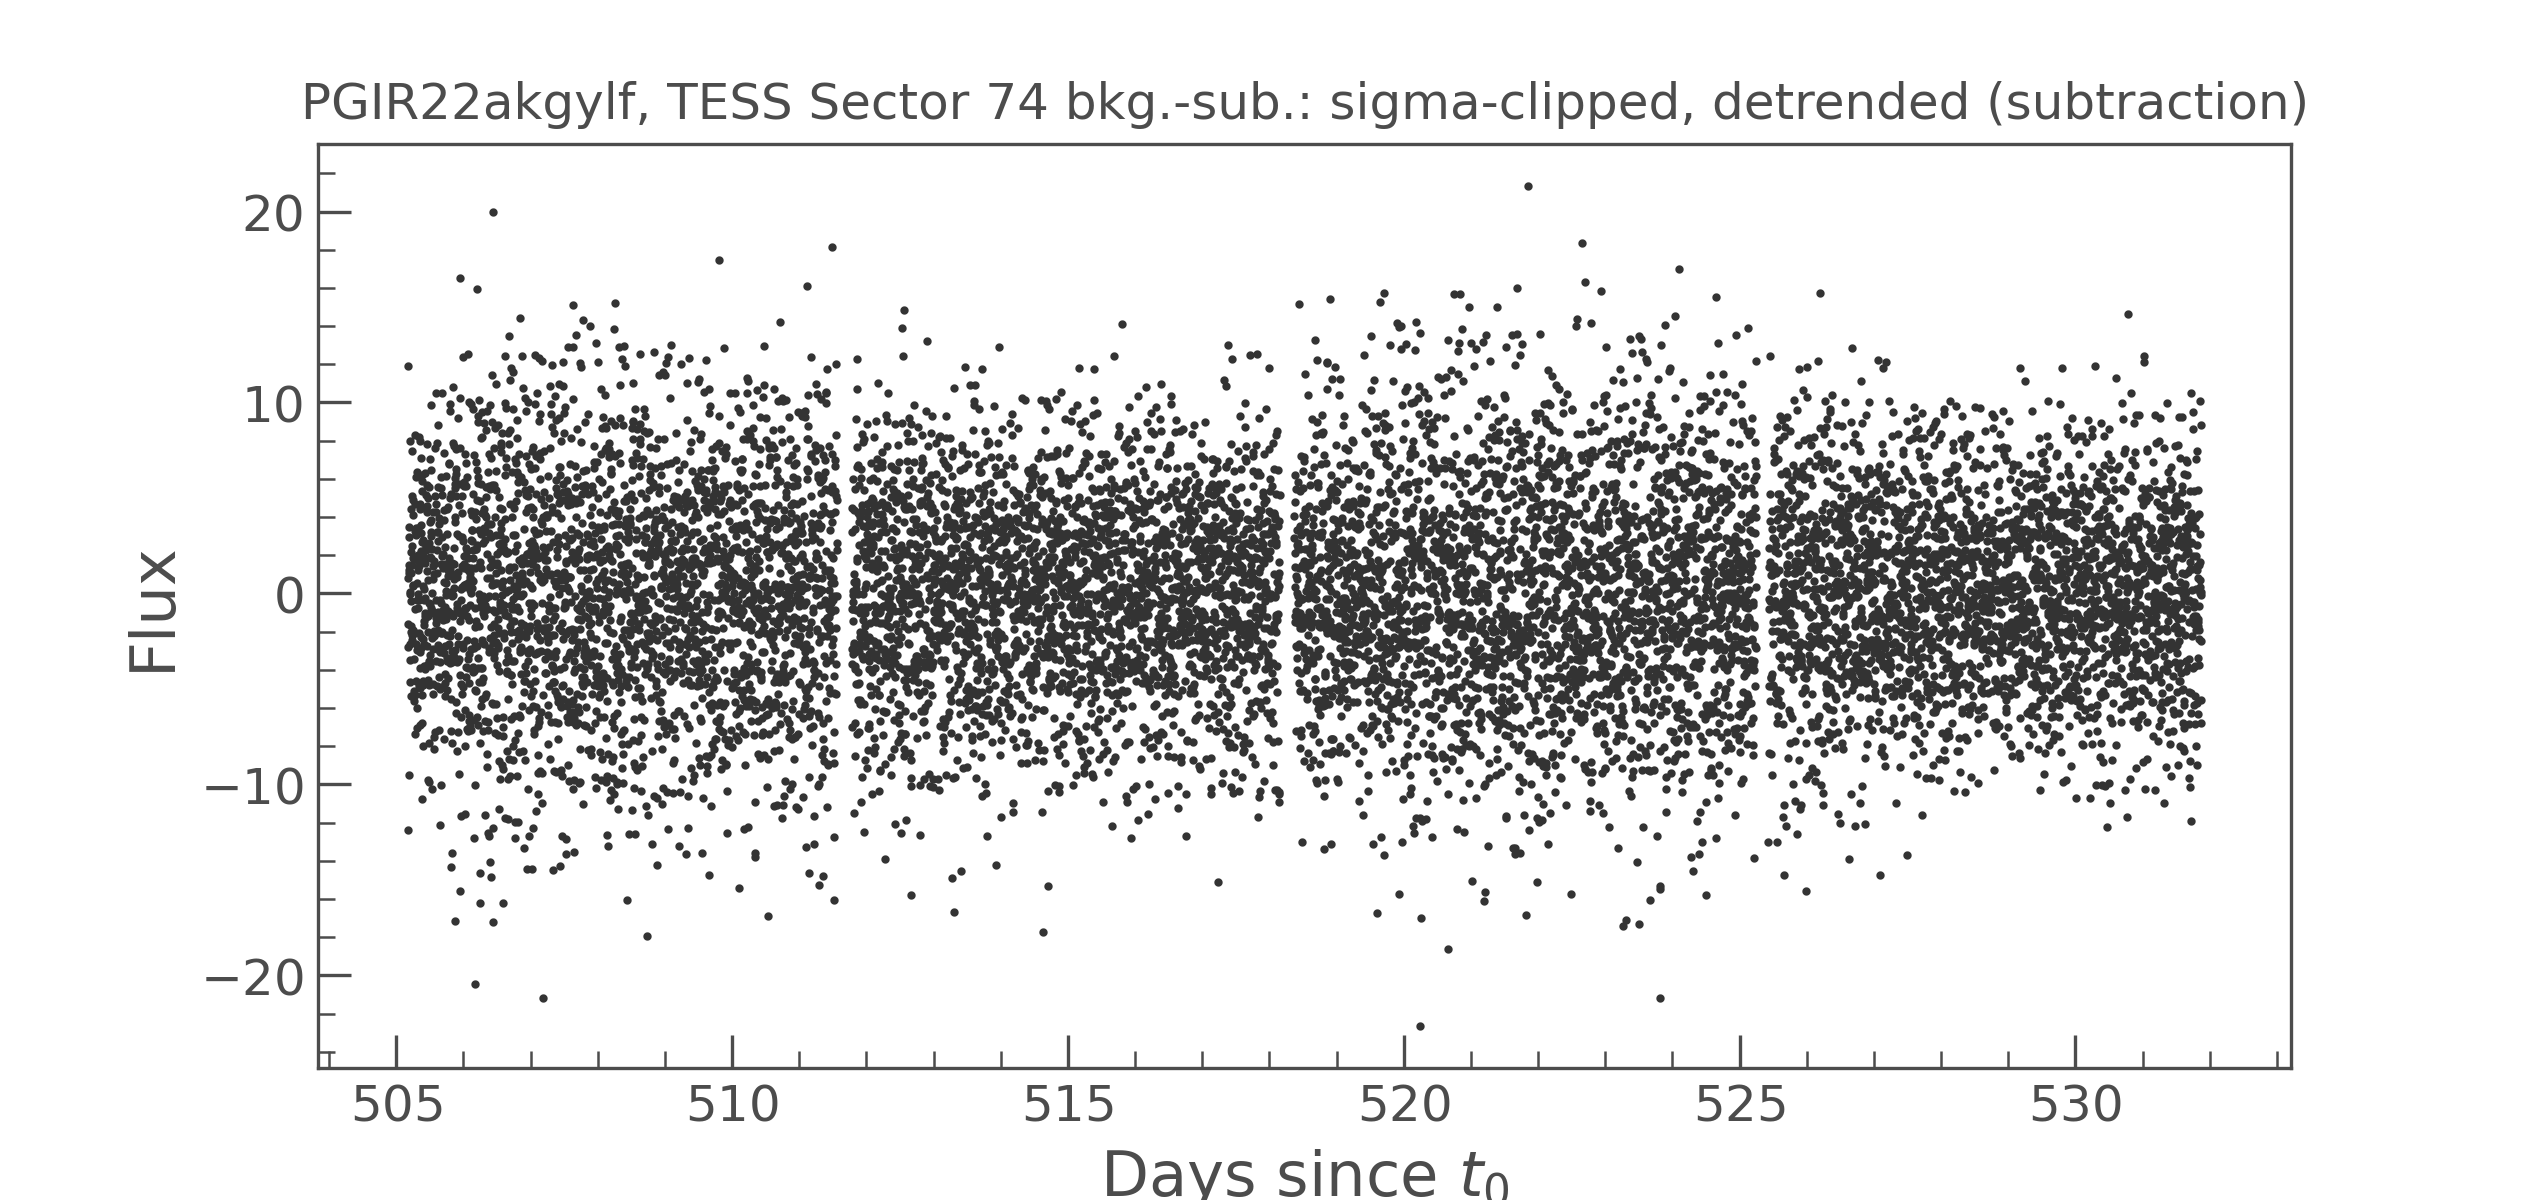 PGIR22akgylf, TESS Sector 74 bkg.-sub.: sigma-clipped, detrended (subtraction)
20
10
0
−10
−20
Flux
505 510 515 520 525 530
Days since t₀